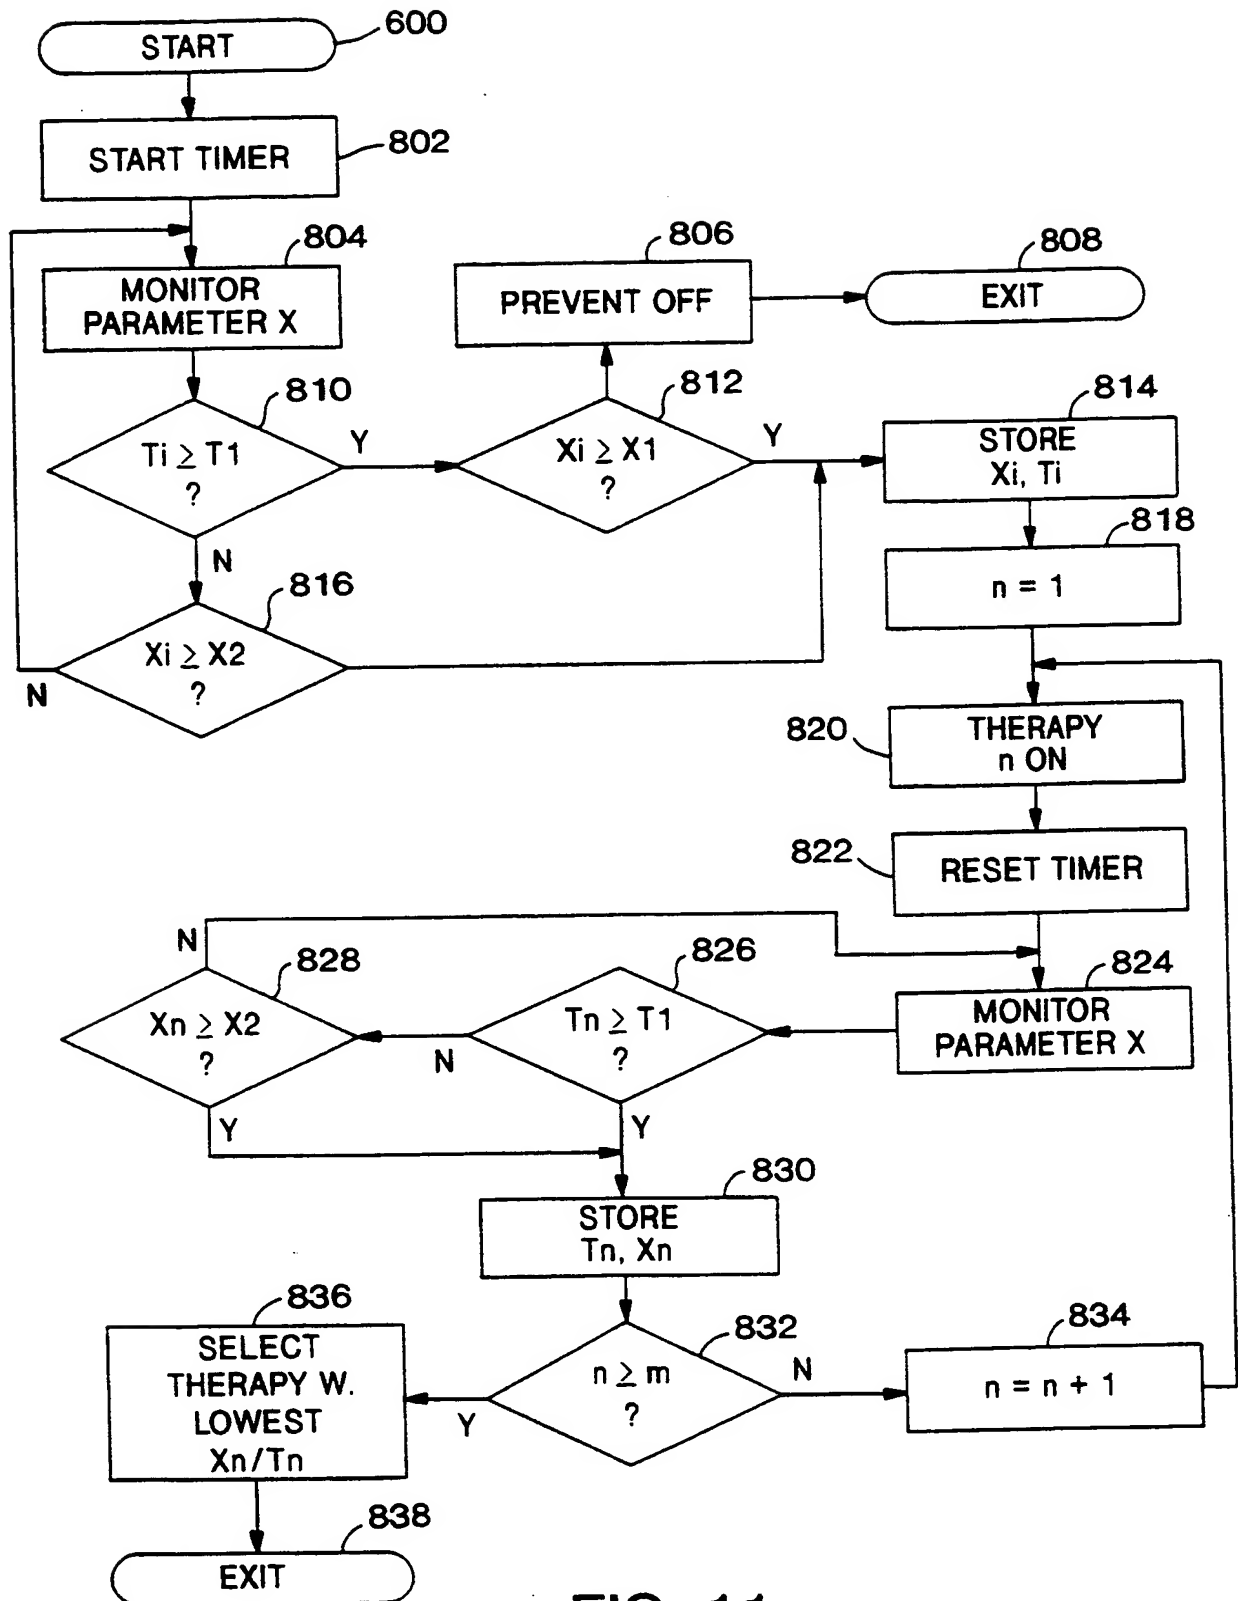 START
600
START TIMER
802
804
MONITOR
PARAMETER X
806
PREVENT OFF
808
EXIT
810
Ti ≥ T1
?
Y
N
812
Xi ≥ X1
?
Y
814
STORE
Xi, Ti
816
Xi ≥ X2
?
N
818
n = 1
820
THERAPY
n ON
822
RESET TIMER
824
MONITOR
PARAMETER X
826
Tn ≥ T1
?
N
Y
828
N
Xn ≥ X2
?
Y
830
STORE
Tn, Xn
832
n ≥ m
?
N
Y
834
n = n + 1
836
SELECT
THERAPY W.
LOWEST
Xn/Tn
838
EXIT
FIG. 11